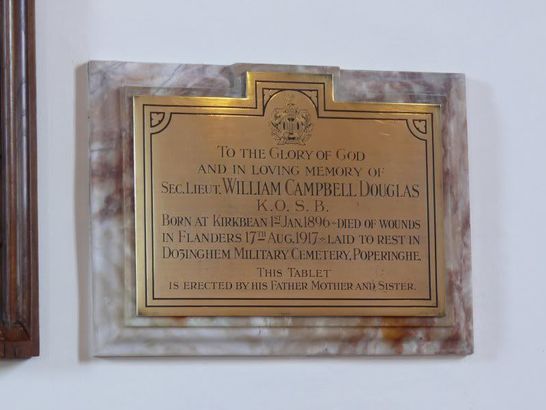 TO THE GLORY OF GOD
AND IN LOVING MEMORY OF
SEC. LIEUT. WILLIAM CAMPBELL DOUGLAS
K.O.S.B.
BORN AT KIRKBEAN 1ST JAN. 1896 ÷ DIED OF WOUNDS
IN FLANDERS 17TH AUG. 1917 ÷ LAID TO REST IN
DOZINGHEM MILITARY CEMETERY, POPERINGHE.
THIS TABLET
IS ERECTED BY HIS FATHER MOTHER AND SISTER.